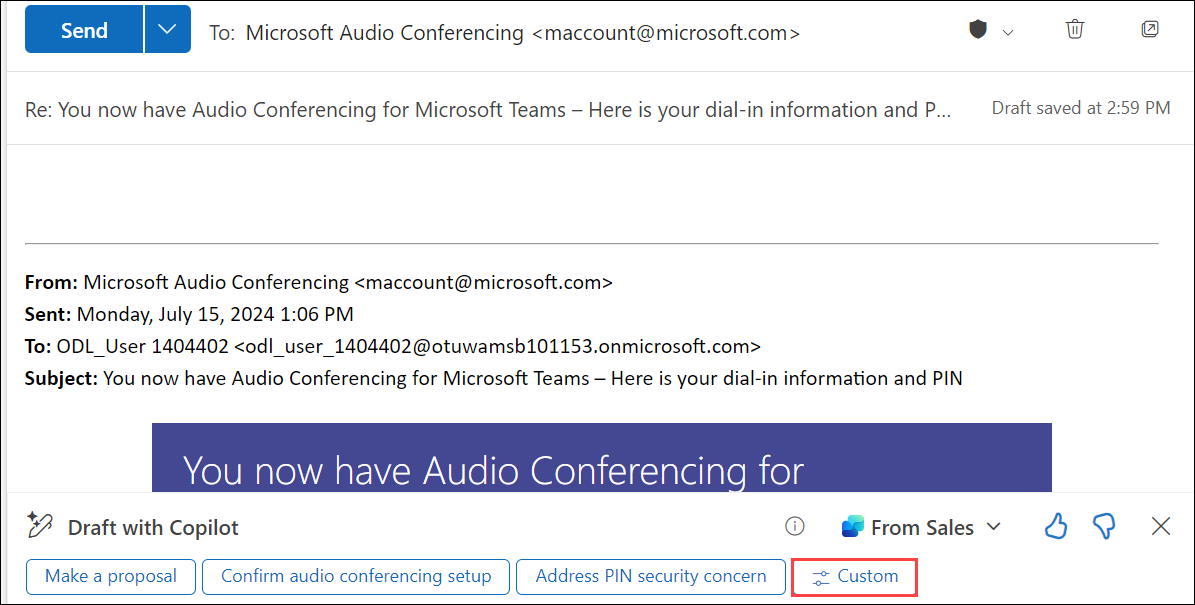 Send
To: Microsoft Audio Conferencing <maccount@microsoft.com>
Re: You now have Audio Conferencing for Microsoft Teams – Here is your dial-in information and P...
Draft saved at 2:59 PM
From: Microsoft Audio Conferencing <maccount@microsoft.com>
Sent: Monday, July 15, 2024 1:06 PM
To: ODL_User 1404402 <odl_user_1404402@otuwamsb101153.onmicrosoft.com>
Subject: You now have Audio Conferencing for Microsoft Teams – Here is your dial-in information and PIN
You now have Audio Conferencing for
Draft with Copilot
From Sales
Make a proposal
Confirm audio conferencing setup
Address PIN security concern
Custom